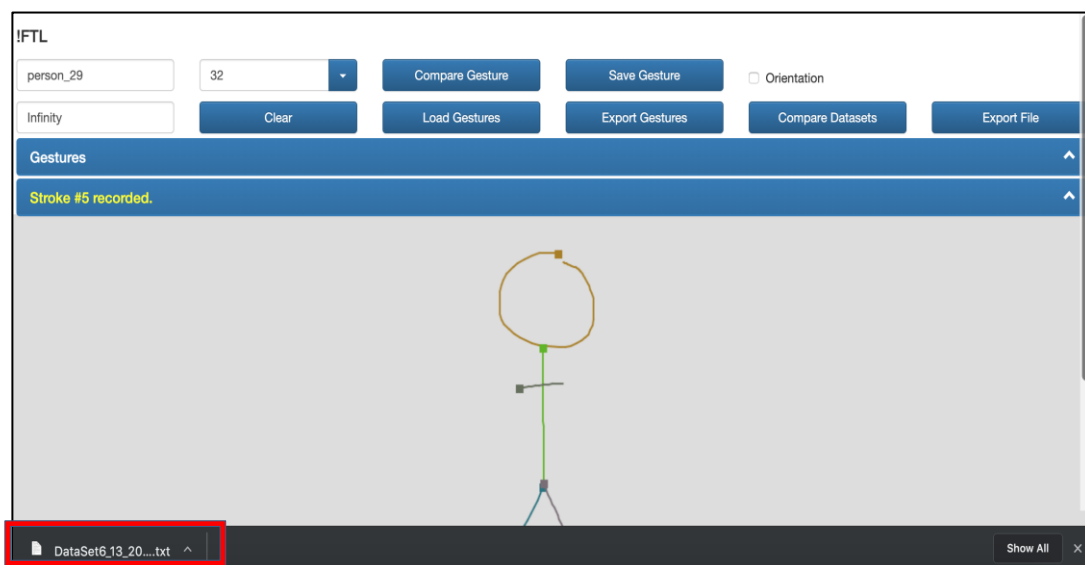 !FTL
person_29 32 Compare Gesture Save Gesture Orientation
Infinity Clear Load Gestures Export Gestures Compare Datasets Export File
Gestures
Stroke #5 recorded.
DataSet6_13_20....txt Show All